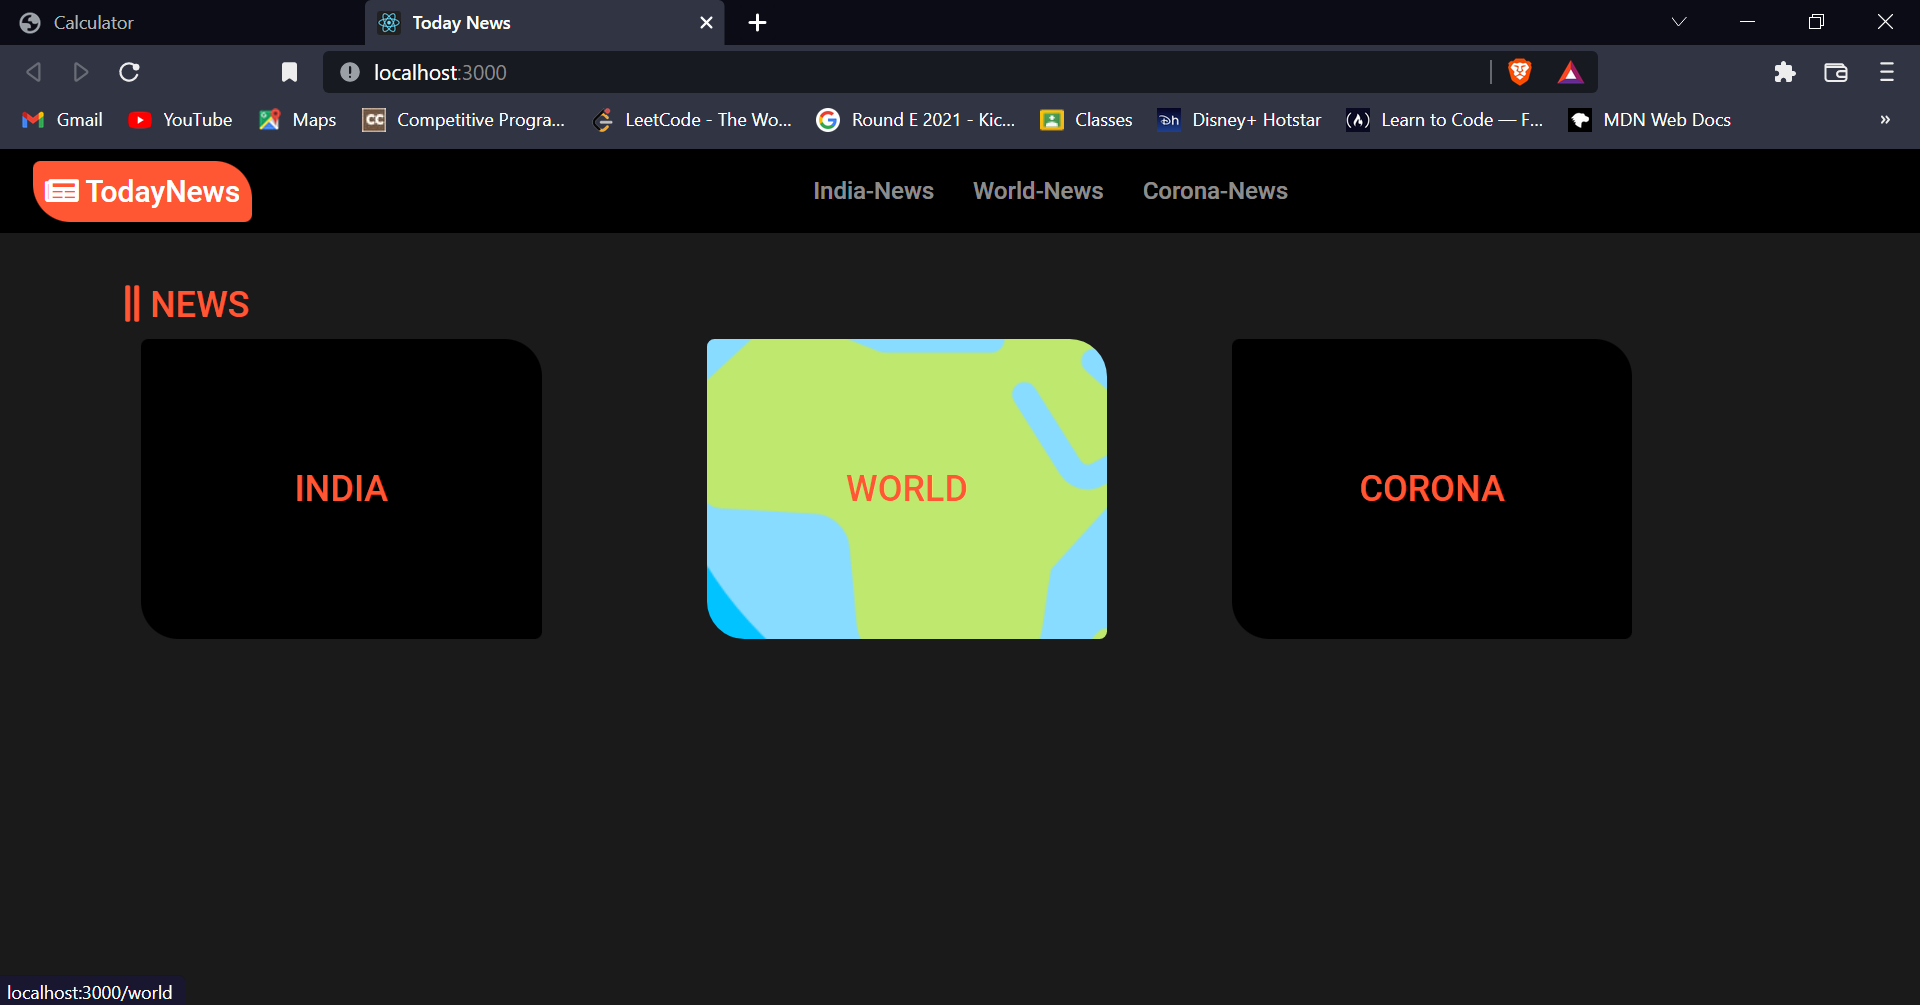 Calculator
Today News
localhost:3000
Gmail
YouTube
Maps
CC Competitive Progra...
LeetCode - The Wo...
Round E 2021 - Kic...
Classes
Disney+ Hotstar
Learn to Code — F...
MDN Web Docs
»
TodayNews
India-News
World-News
Corona-News
|| NEWS
INDIA
WORLD
CORONA
localhost:3000/world